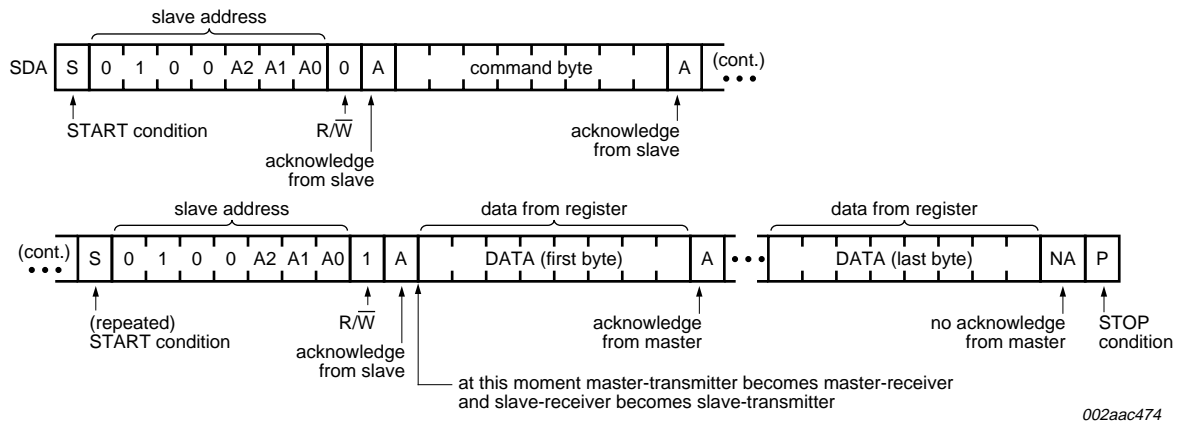 slave address
SDA S 0 1 0 0 A2 A1 A0 0 A command byte A (cont.)
START condition R/W̅ acknowledge from slave acknowledge from slave
slave address data from register data from register
(cont.) S 0 1 0 0 A2 A1 A0 1 A DATA (first byte) A DATA (last byte) NA P
(repeated)
START condition
R/W̅
acknowledge
from slave
acknowledge
from master
no acknowledge
from master
STOP
condition
at this moment master-transmitter becomes master-receiver
and slave-receiver becomes slave-transmitter
002aac474